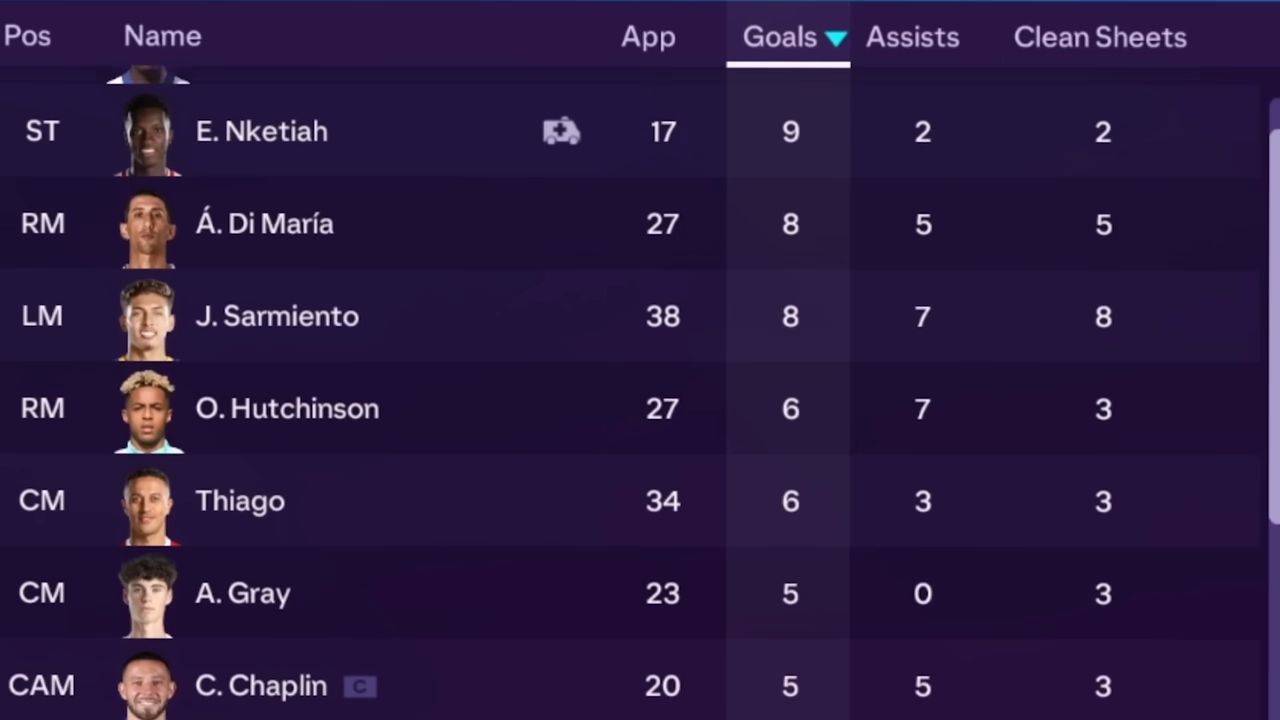 Pos Name App Goals Assists Clean Sheets
ST E. Nketiah 17 9 2 2
RM Á. Di María 27 8 5 5
LM J. Sarmiento 38 8 7 8
RM O. Hutchinson 27 6 7 3
CM Thiago 34 6 3 3
CM A. Gray 23 5 0 3
CAM C. Chaplin C 20 5 5 3